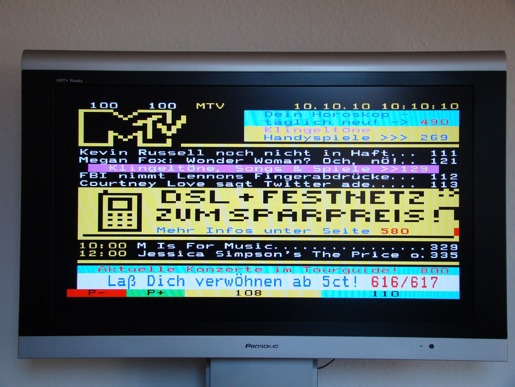 HDTV Ready
100 100 MTV 10.10.10 10:10:10
MTV
Dein Horoskop
täglich neu! -> 490
Klingeltöne
Handyspiele >>> 269
Kevin Russell noch nicht in Haft... 111
Megan Fox: Wonder Woman? Och, nö!.. 121
Klingeltöne, Songs & Spiele >>129
FBI nimmt Lennons Fingerabdrücke.. 112
Courtney Love sagt Twitter ade..... 113
DSL + FESTNETZ
ZUM SPARPREIS!
Mehr Infos unter Seite 580
10:00 M Is For Music................329
12:00 Jessica Simpson's The Price o.335
Aktuelle Konzerte im Tourguide! 800
Laß Dich verwöhnen ab 5ct! 616/617
P- P+ 108 110